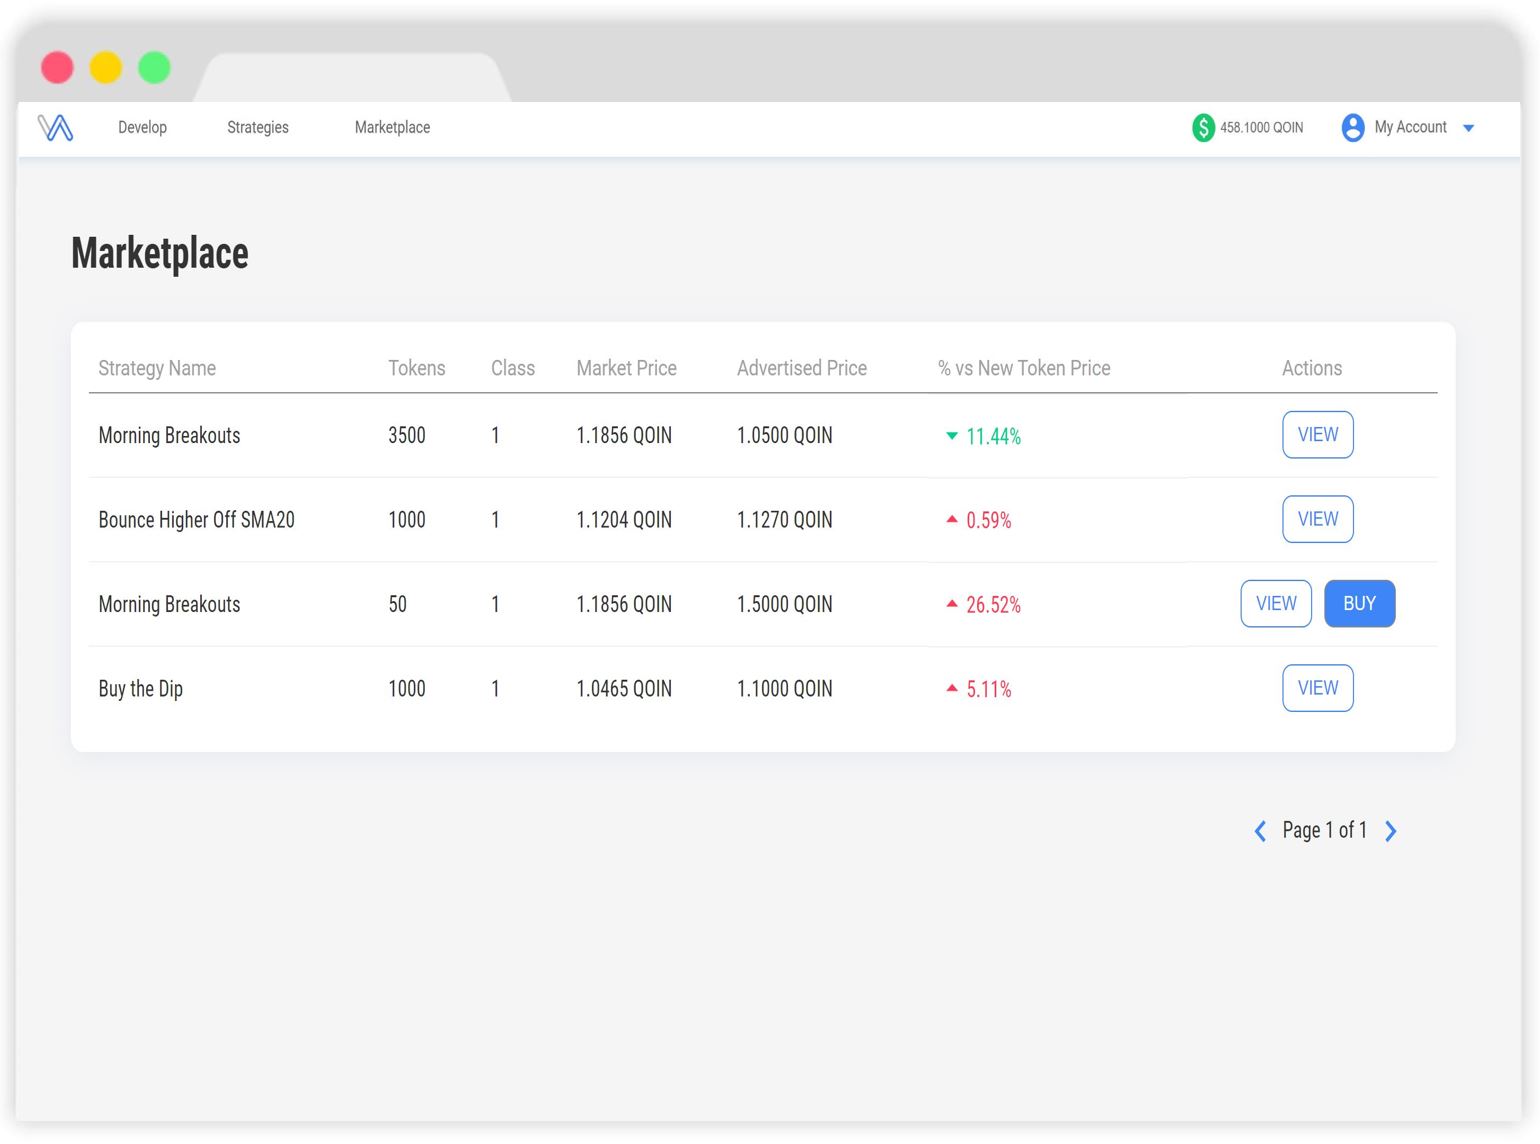 Develop Strategies Marketplace 458.1000 QOIN My Account
Marketplace
Strategy Name Tokens Class Market Price Advertised Price % vs New Token Price Actions
Morning Breakouts 3500 1 1.1856 QOIN 1.0500 QOIN 11.44% VIEW
Bounce Higher Off SMA20 1000 1 1.1204 QOIN 1.1270 QOIN 0.59% VIEW
Morning Breakouts 50 1 1.1856 QOIN 1.5000 QOIN 26.52% VIEW BUY
Buy the Dip 1000 1 1.0465 QOIN 1.1000 QOIN 5.11% VIEW
Page 1 of 1